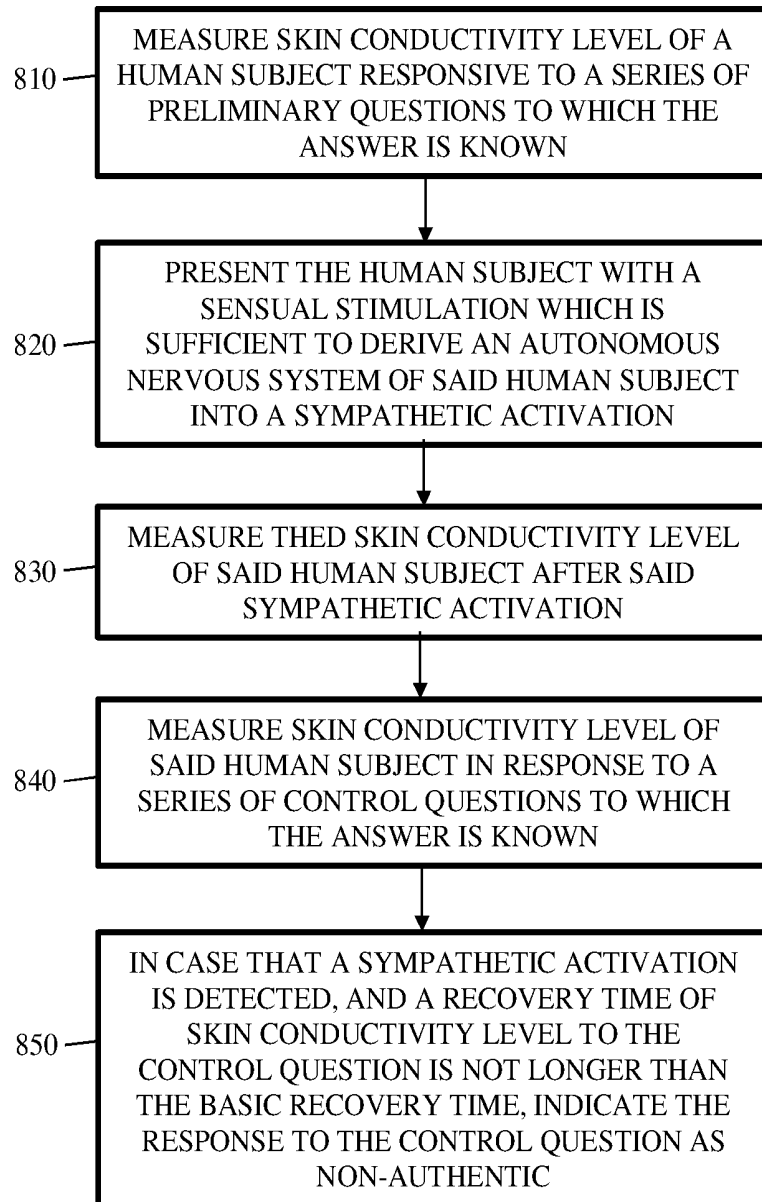 810
MEASURE SKIN CONDUCTIVITY LEVEL OF A
HUMAN SUBJECT RESPONSIVE TO A SERIES OF
PRELIMINARY QUESTIONS TO WHICH THE
ANSWER IS KNOWN
820
PRESENT THE HUMAN SUBJECT WITH A
SENSUAL STIMULATION WHICH IS
SUFFICIENT TO DERIVE AN AUTONOMOUS
NERVOUS SYSTEM OF SAID HUMAN SUBJECT
INTO A SYMPATHETIC ACTIVATION
830
MEASURE THED SKIN CONDUCTIVITY LEVEL
OF SAID HUMAN SUBJECT AFTER SAID
SYMPATHETIC ACTIVATION
840
MEASURE SKIN CONDUCTIVITY LEVEL OF
SAID HUMAN SUBJECT IN RESPONSE TO A
SERIES OF CONTROL QUESTIONS TO WHICH
THE ANSWER IS KNOWN
850
IN CASE THAT A SYMPATHETIC ACTIVATION
IS DETECTED, AND A RECOVERY TIME OF
SKIN CONDUCTIVITY LEVEL TO THE
CONTROL QUESTION IS NOT LONGER THAN
THE BASIC RECOVERY TIME, INDICATE THE
RESPONSE TO THE CONTROL QUESTION AS
NON-AUTHENTIC